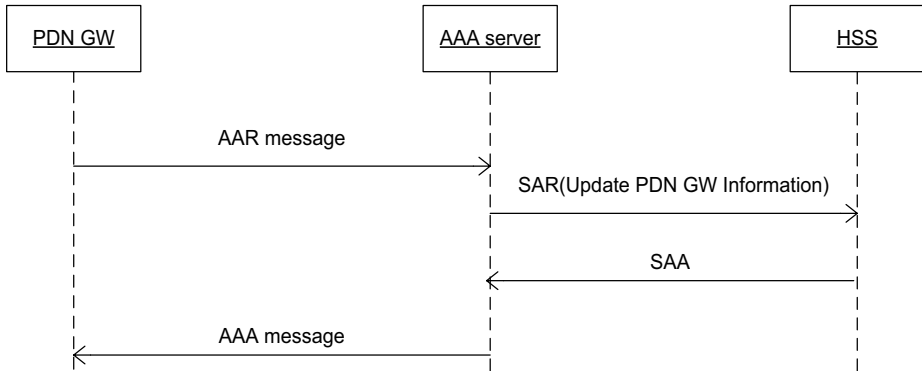 PDN GW
AAA server
HSS
AAR message
SAR(Update PDN GW Information)
SAA
AAA message